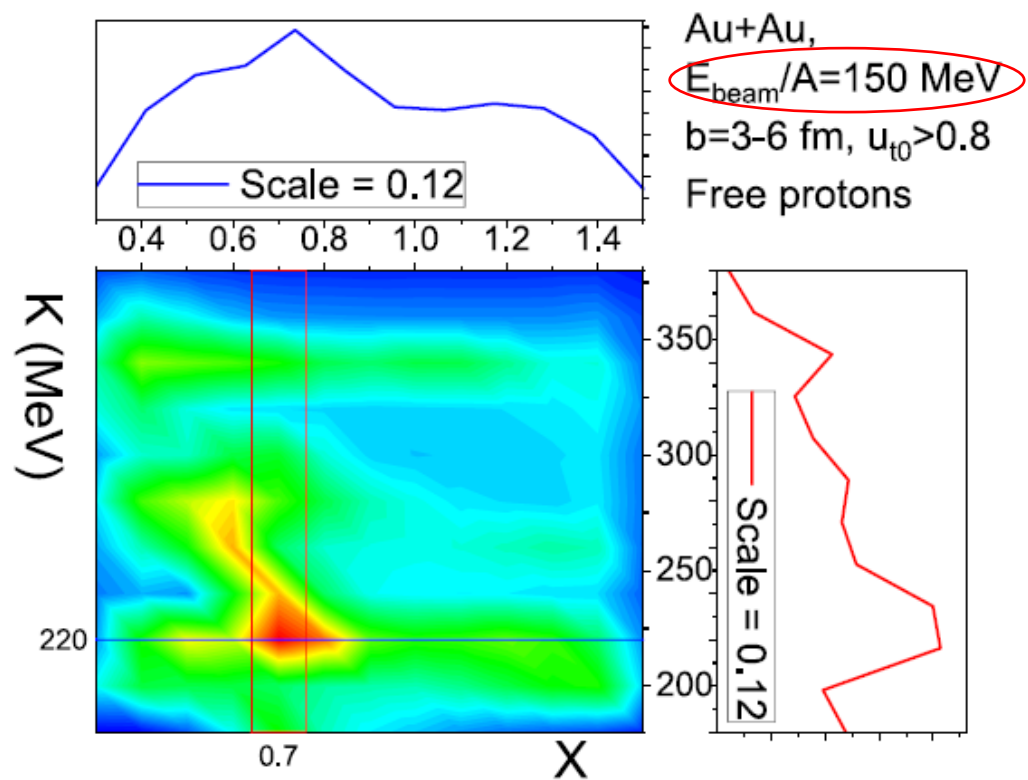 Au+Au,
E_beam/A=150 MeV
b=3-6 fm, u_t0>0.8
Free protons
Scale = 0.12
0.4 0.6 0.8 1.0 1.2 1.4
K (MeV)
350
300
250
220
200
Scale = 0.12
0.7
X